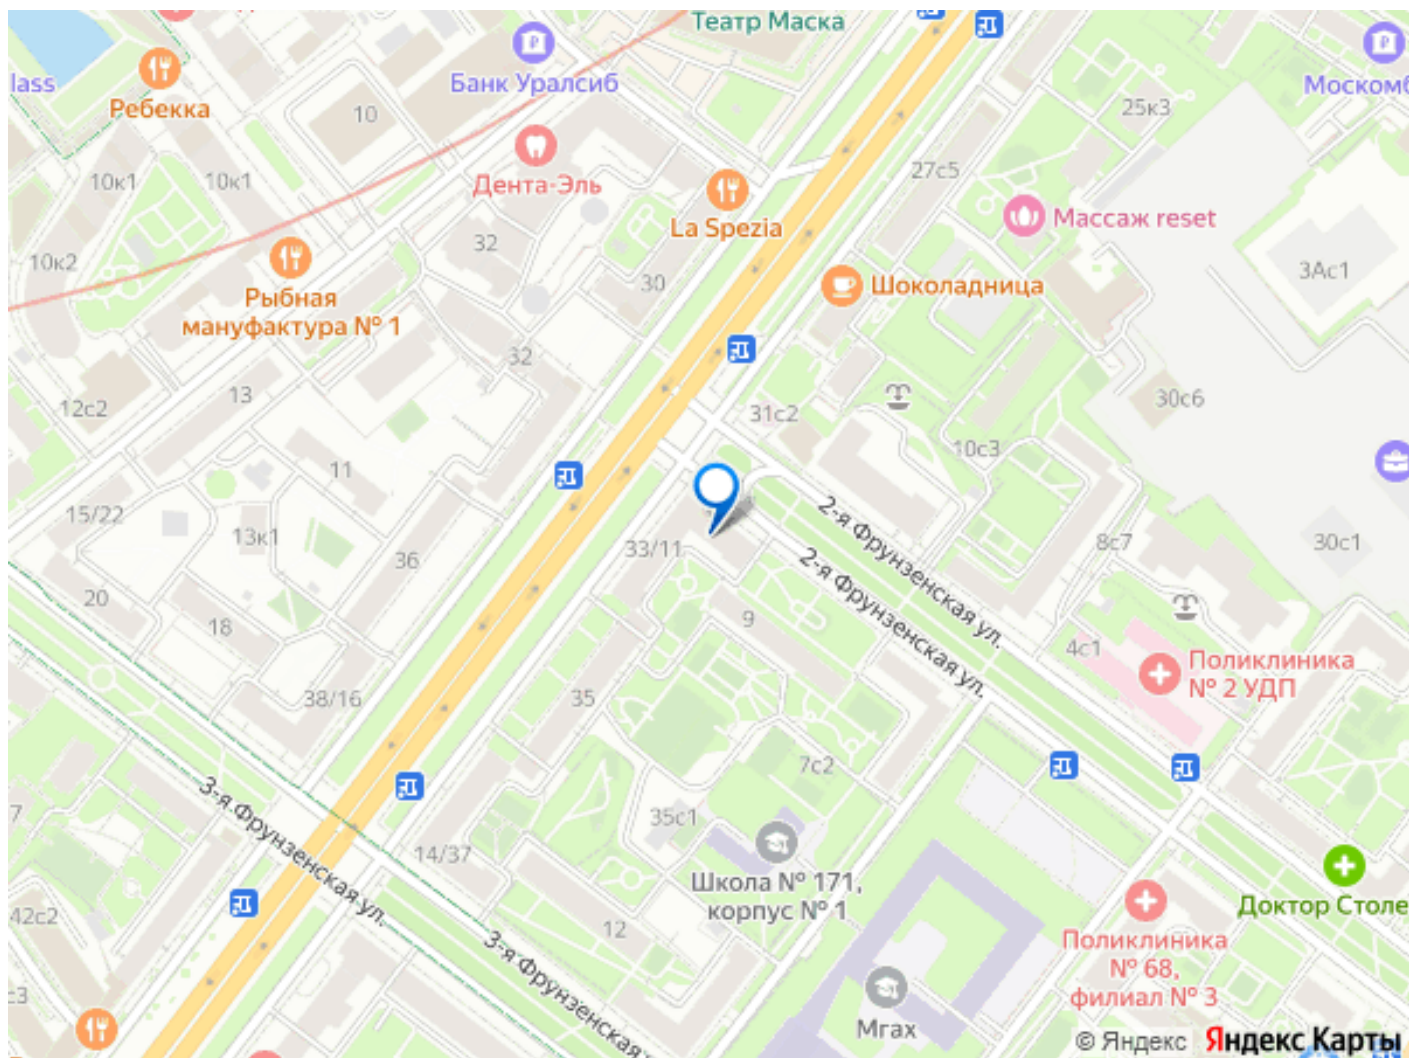 Театр Маска
lass
Ребекка
Банк Уралсиб
Москомб
10
25к3
27с5
10к1
10к1
Дента-Эль
La Spezia
Массаж reset
10к2
32
30
3Ас1
Рыбная
мануфактура № 1
Шоколадница
32
13
12с2
31с2
30с6
10с3
11
15/22
13к1
36
33/11
2-я Фрунзенская ул.
2-я Фрунзенская ул.
8с7
30с1
20
18
9
4с1
Поликлиника
№ 2 УДП
38/16
35
7с2
3-я Фрунзенская ул.
35с1
7
14/37
Школа № 171,
корпус № 1
Доктор Столе
42с2
12
3-я Фрунзенская ул.
Поликлиника
№ 68,
филиал № 3
Мгах
с3
© Яндекс Яндекс Карты